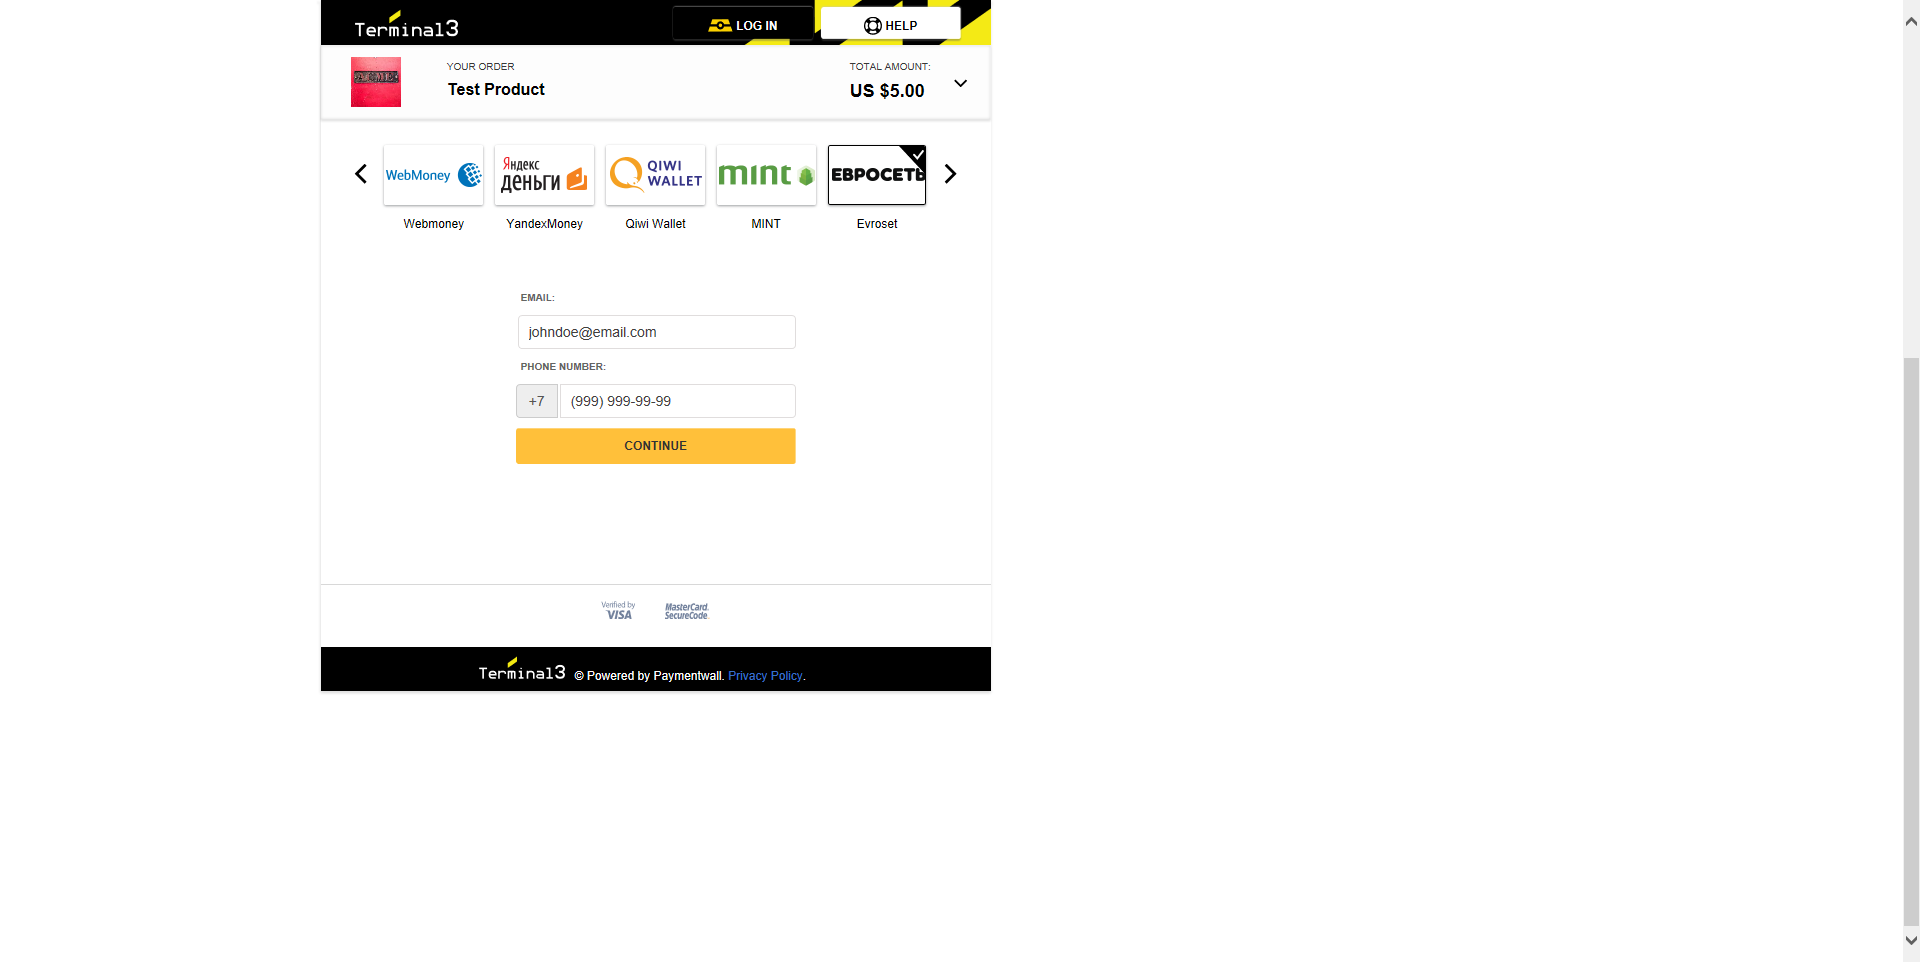 Terminal3
LOG IN
HELP
YOUR ORDER
Test Product
TOTAL AMOUNT:
US $5.00
WebMoney
Яндекс
деньги
QIWI
WALLET
mint
ЕВРОСЕТЬ
Webmoney
YandexMoney
Qiwi Wallet
MINT
Evroset
EMAIL:
johndoe@email.com
PHONE NUMBER:
+7
(999) 999-99-99
CONTINUE
Verified by
VISA
MasterCard.
SecureCode.
Terminal3 © Powered by Paymentwall. Privacy Policy.